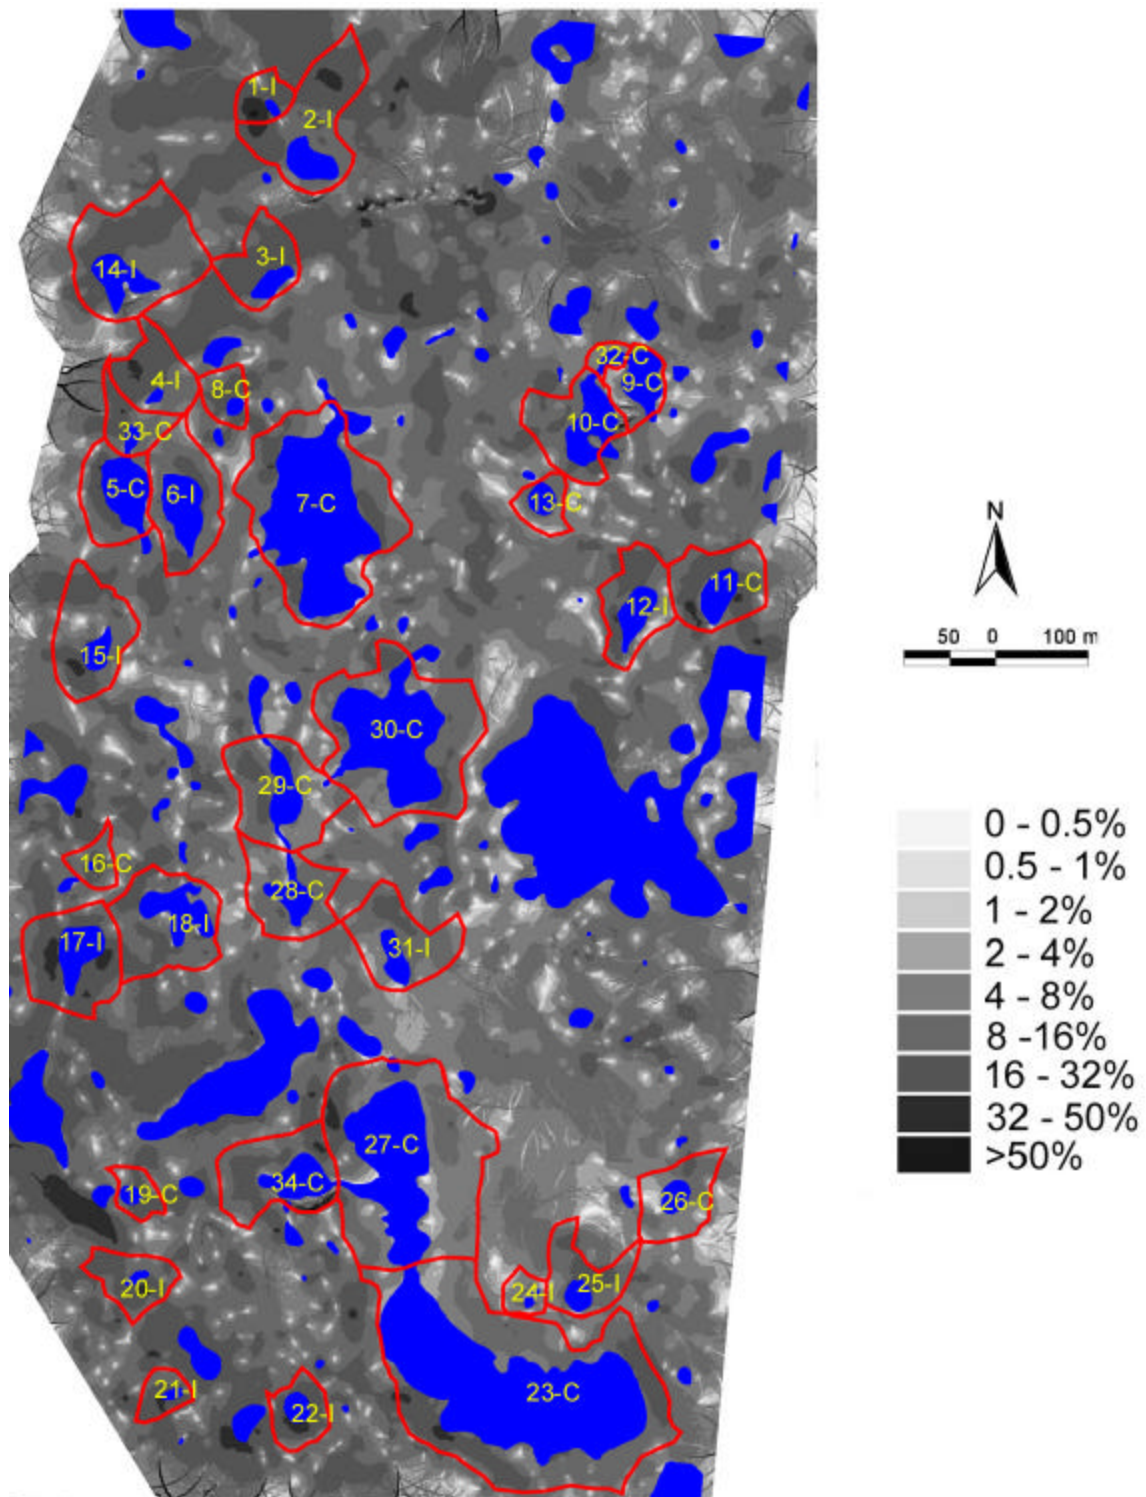 1-I
2-I
3-I
14-I
4-I
8-C
32-C
9-C
10-C
33-C
5-C
6-I
7-C
13-C
N
11-C
12-I
50 0 100 m
15-I
30-C
29-C
0 - 0.5%
0.5 - 1%
1 - 2%
2 - 4%
4 - 8%
8 -16%
16 - 32%
32 - 50%
>50%
16-C
28-C
18-I
17-I
31-I
27-C
34-C
19-C
26-C
20-I
24-I
25-I
21-I
22-I
23-C